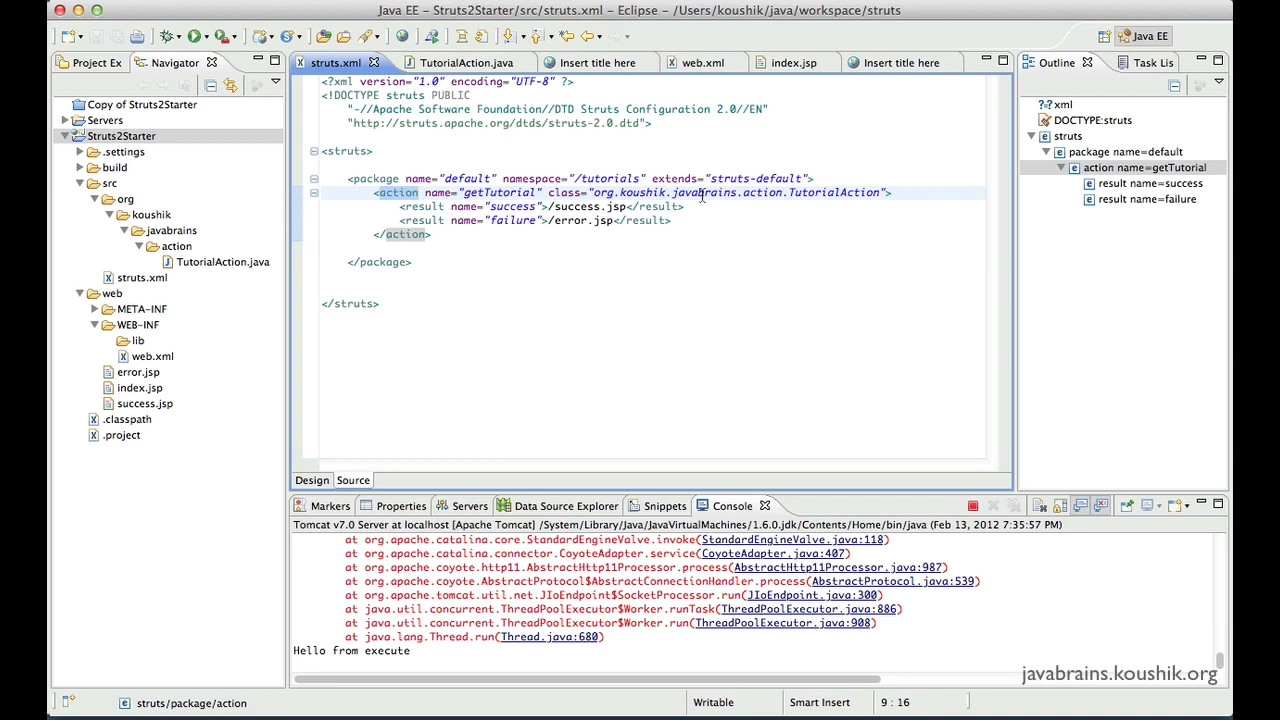 Java EE – Struts2Starter/src/struts.xml – Eclipse – /Users/koushik/java/workspace/struts
Java EE
Project Ex
Navigator
Copy of Struts2Starter
Servers
Struts2Starter
.settings
build
src
org
koushik
javabrains
action
TutorialAction.java
struts.xml
web
META-INF
WEB-INF
lib
web.xml
error.jsp
index.jsp
success.jsp
.classpath
.project
struts.xml
TutorialAction.java
Insert title here
web.xml
index.jsp
Insert title here
<?xml version="1.0" encoding="UTF-8" ?>
<!DOCTYPE struts PUBLIC
"-//Apache Software Foundation//DTD Struts Configuration 2.0//EN"
"http://struts.apache.org/dtds/struts-2.0.dtd">
<struts>
<package name="default" namespace="/tutorials" extends="struts-default">
<action name="getTutorial" class="org.koushik.javabrains.action.TutorialAction">
<result name="success">/success.jsp</result>
<result name="failure">/error.jsp</result>
</action>
</package>
</struts>
Design
Source
Outline
Task Lis
xml
DOCTYPE:struts
struts
package name=default
action name=getTutorial
result name=success
result name=failure
Markers
Properties
Servers
Data Source Explorer
Snippets
Console
Tomcat v7.0 Server at localhost [Apache Tomcat] /System/Library/Java/JavaVirtualMachines/1.6.0.jdk/Contents/Home/bin/java (Feb 13, 2012 7:35:57 PM)
at org.apache.catalina.core.StandardEngineValve.invoke(StandardEngineValve.java:118)
at org.apache.catalina.connector.CoyoteAdapter.service(CoyoteAdapter.java:407)
at org.apache.coyote.http11.AbstractHttp11Processor.process(AbstractHttp11Processor.java:987)
at org.apache.coyote.AbstractProtocol$AbstractConnectionHandler.process(AbstractProtocol.java:539)
at org.apache.tomcat.util.net.JIoEndpoint$SocketProcessor.run(JIoEndpoint.java:300)
at java.util.concurrent.ThreadPoolExecutor$Worker.runTask(ThreadPoolExecutor.java:886)
at java.util.concurrent.ThreadPoolExecutor$Worker.run(ThreadPoolExecutor.java:908)
at java.lang.Thread.run(Thread.java:680)
Hello from execute
javabrains.koushik.org
struts/package/action
Writable
Smart Insert
9 : 16